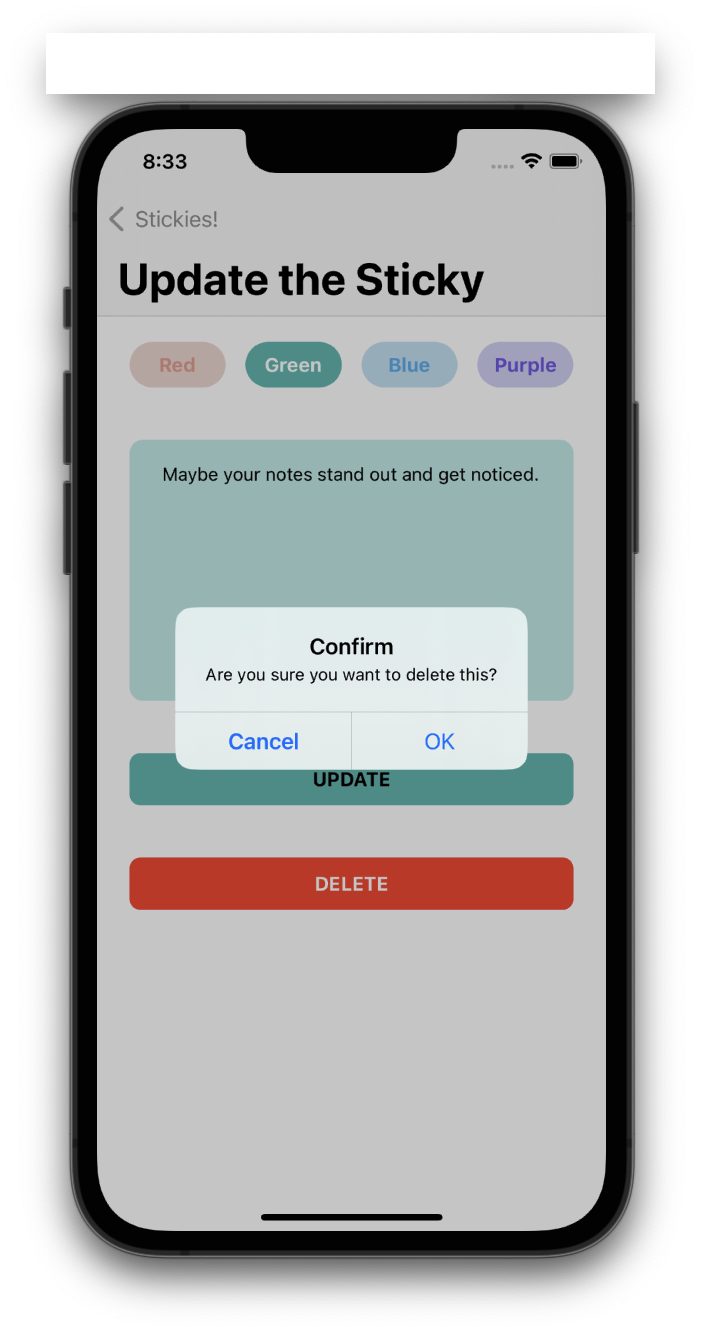 8:33
Stickies!
Update the Sticky
Red Green Blue Purple
Maybe your notes stand out and get noticed.
Confirm
Are you sure you want to delete this?
Cancel OK
UPDATE
DELETE